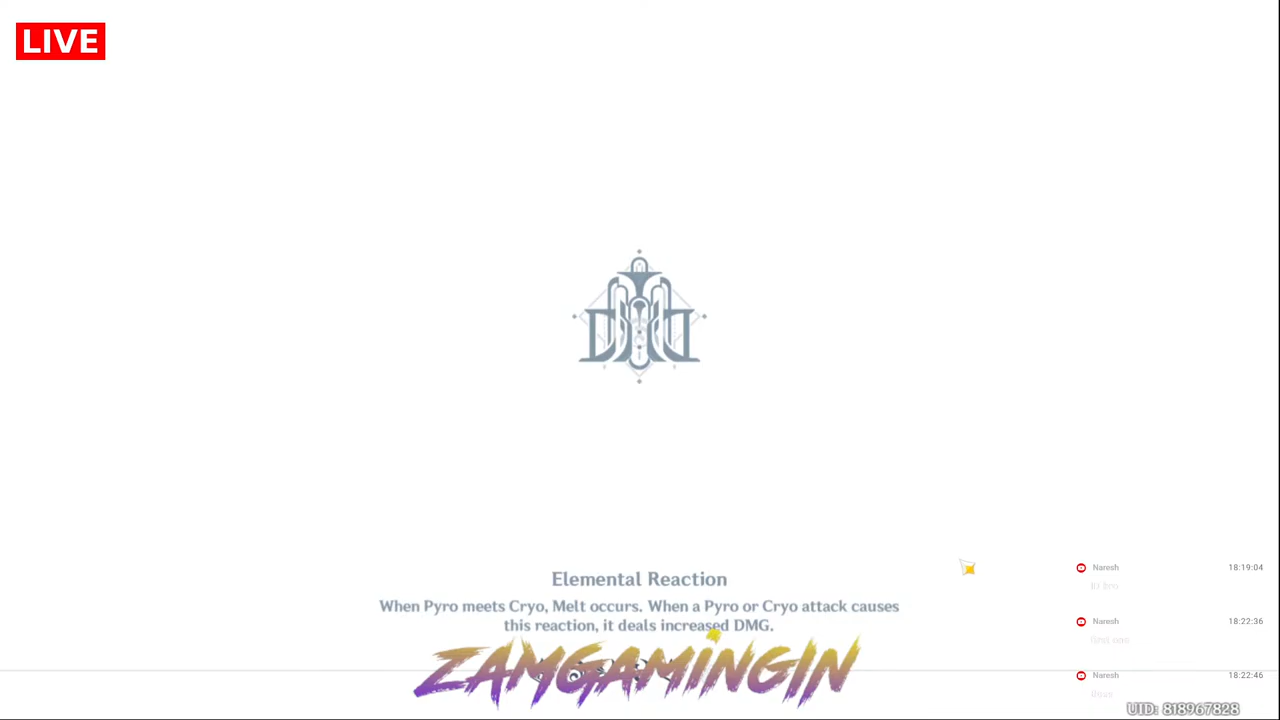 LIVE
Elemental Reaction
When Pyro meets Cryo, Melt occurs. When a Pyro or Cryo attack causes
this reaction, it deals increased DMG.
ZAMGAMINGIN
Naresh 18:19:04
Naresh 18:22:36
Naresh 18:22:46
UID: 818967828